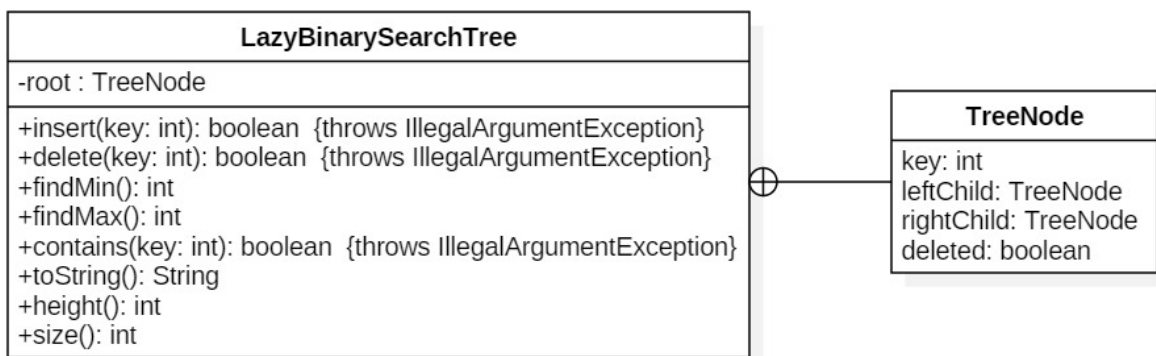 LazyBinarySearchTree
-root : TreeNode
+insert(key: int): boolean  {throws IllegalArgumentException}
+delete(key: int): boolean  {throws IllegalArgumentException}
+findMin(): int
+findMax(): int
+contains(key: int): boolean  {throws IllegalArgumentException}
+toString(): String
+height(): int
+size(): int
TreeNode
key: int
leftChild: TreeNode
rightChild: TreeNode
deleted: boolean